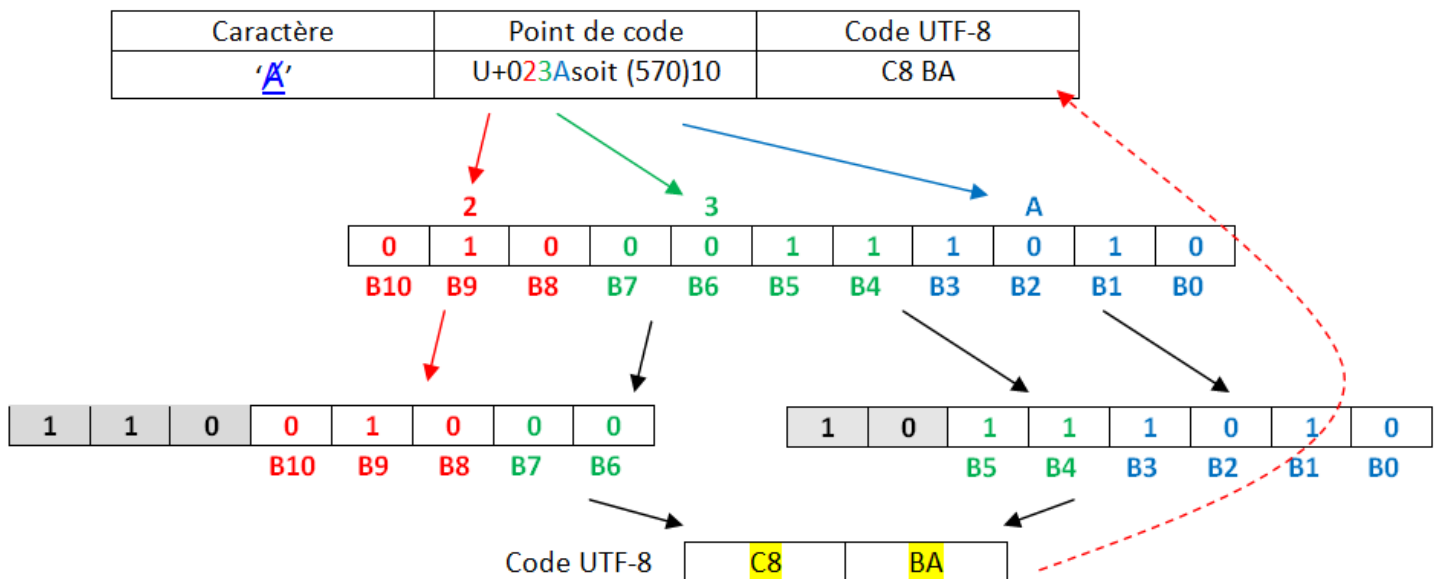 Caractère Point de code Code UTF-8
‘Ⱥ’ U+023Asoit (570)10 C8 BA
2 3 A
0 1 0 0 0 1 1 1 0 1 0
B10 B9 B8 B7 B6 B5 B4 B3 B2 B1 B0
1 1 0 0 1 0 0 0 1 0 1 1 1 0 1 0
B10 B9 B8 B7 B6 B5 B4 B3 B2 B1 B0
Code UTF-8 C8 BA